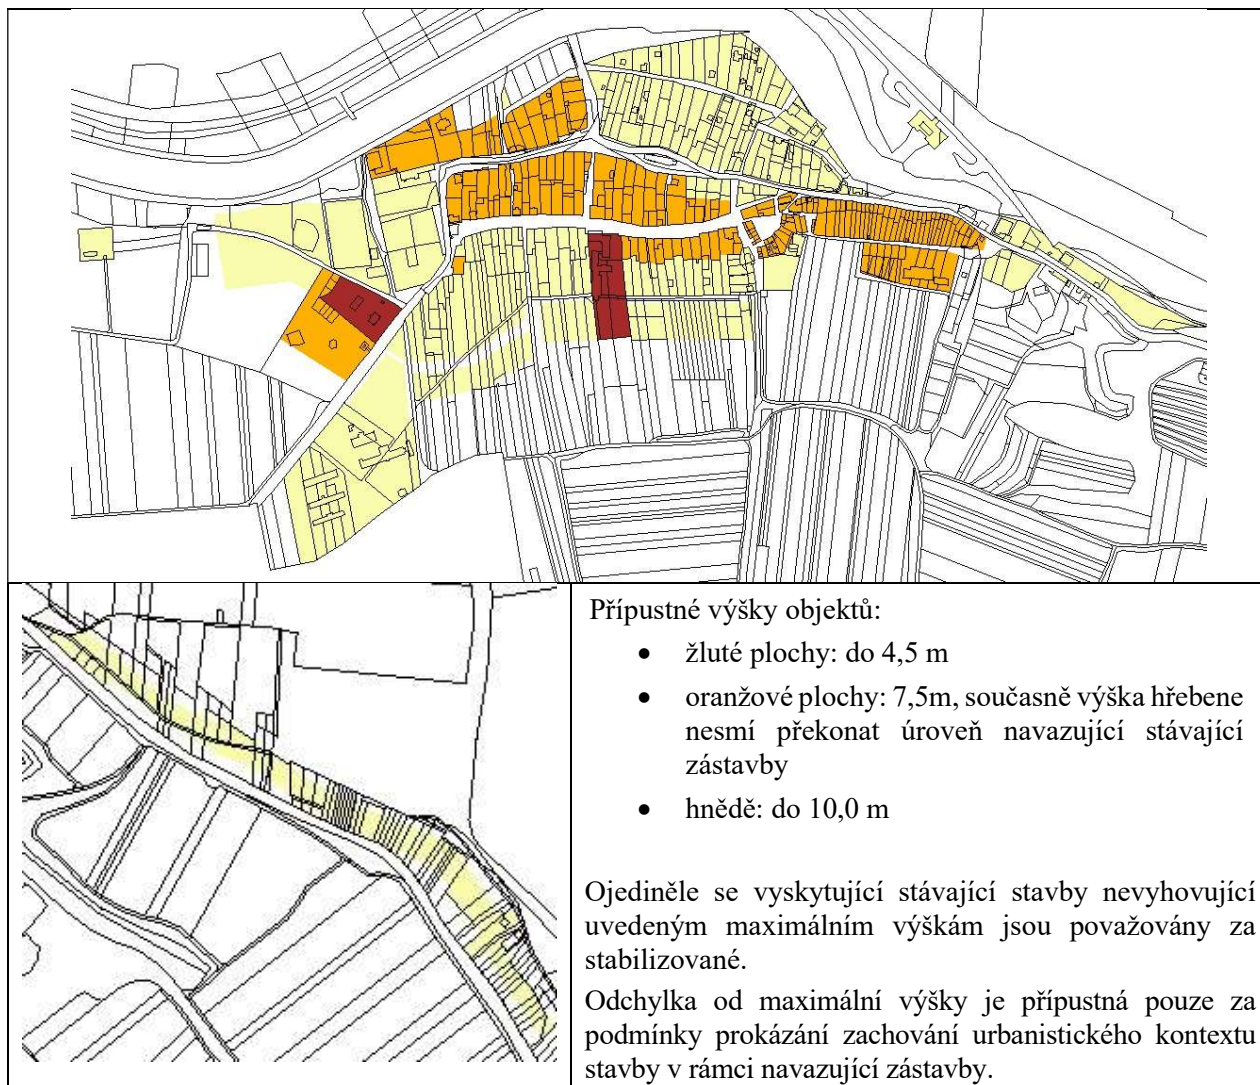 Přípustné výšky objektů:
• žluté plochy: do 4,5 m
• oranžové plochy: 7,5m, současně výška hřebene
nesmí překonat úroveň navazující stávající
zástavby
• hnědě: do 10,0 m
Ojediněle se vyskytující stávající stavby nevyhovující
uvedeným maximálním výškám jsou považovány za
stabilizované.
Odchylka od maximální výšky je přípustná pouze za
podmínky prokázání zachování urbanistického kontextu
stavby v rámci navazující zástavby.